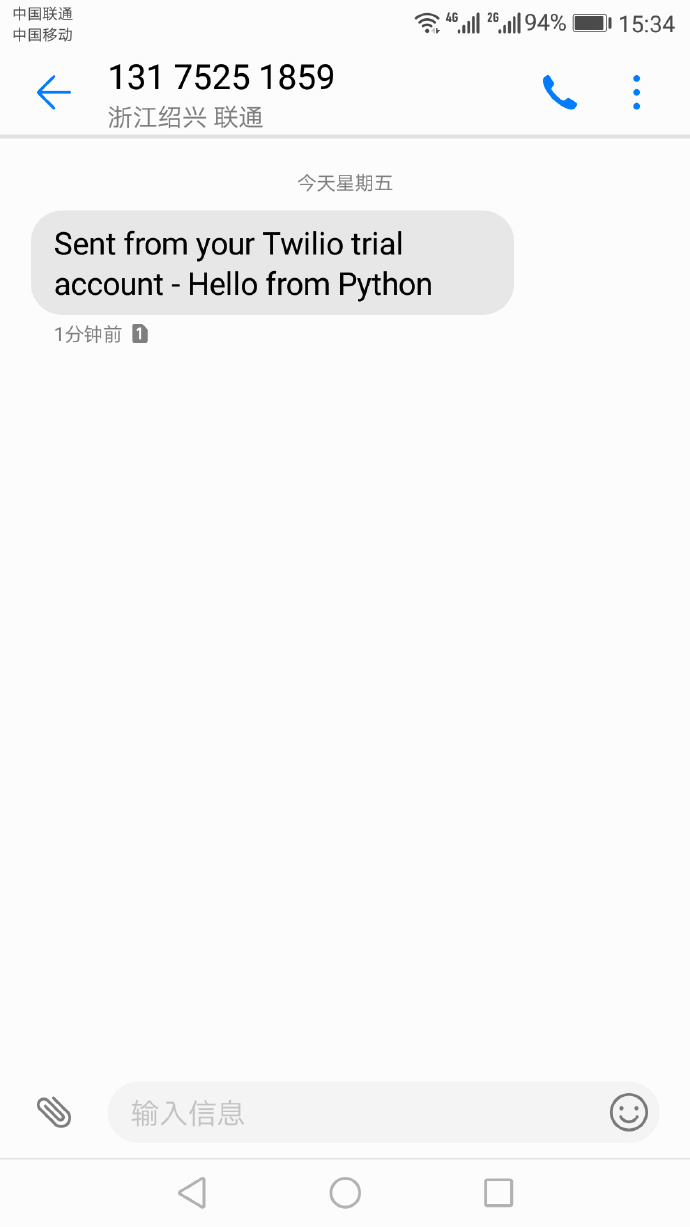 中国联通
中国移动
4G 2G 94% 15:34
131 7525 1859
浙江绍兴 联通
今天星期五
Sent from your Twilio trial
account - Hello from Python
1分钟前 1
输入信息